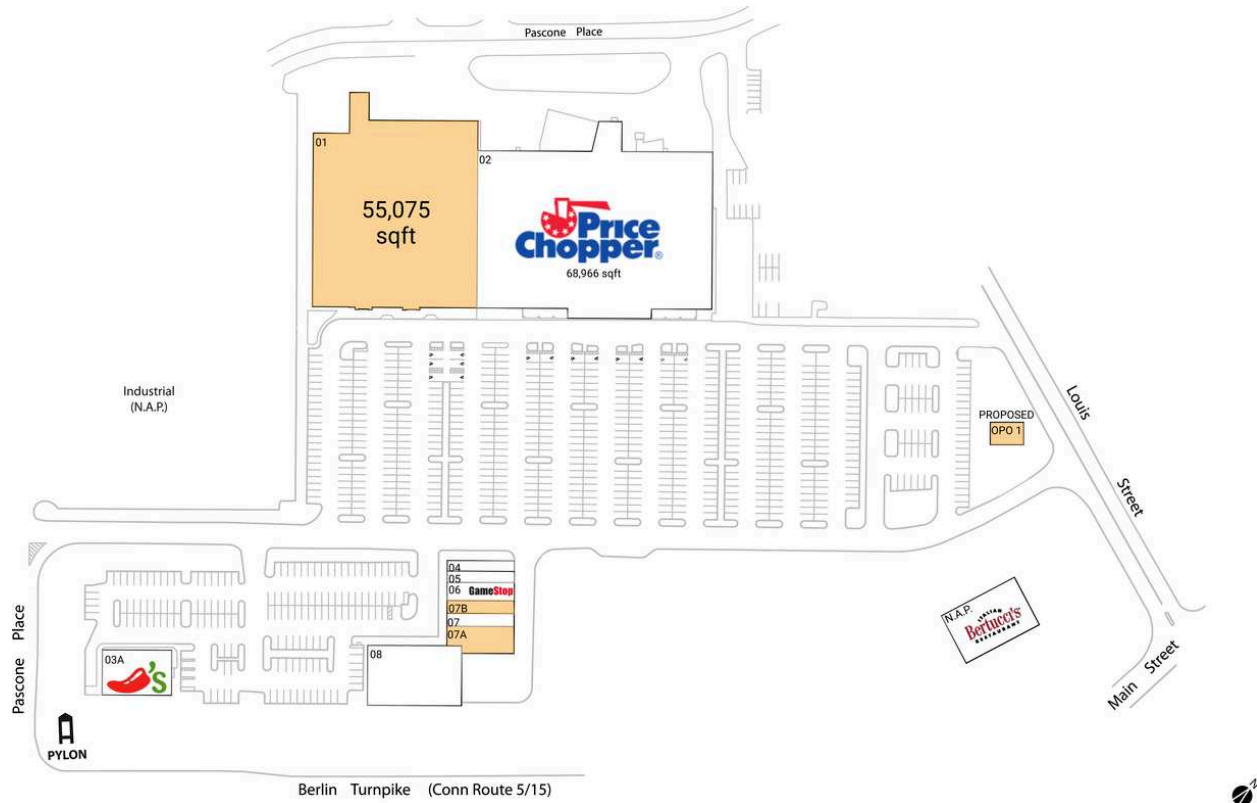 Pascone Place
01
55,075
sqft
02
Price
Chopper®
68,966 sqft
Industrial
(N.A.P.)
PROPOSED
OPO 1
Louis
Street
04
05
06 GameStop
07B
07
07A
08
03A
'S
N.A.P.
ITALIAN
Bertucci's
RESTAURANT
Main Street
Pascone Place
PYLON
Berlin Turnpike (Conn Route 5/15)
N